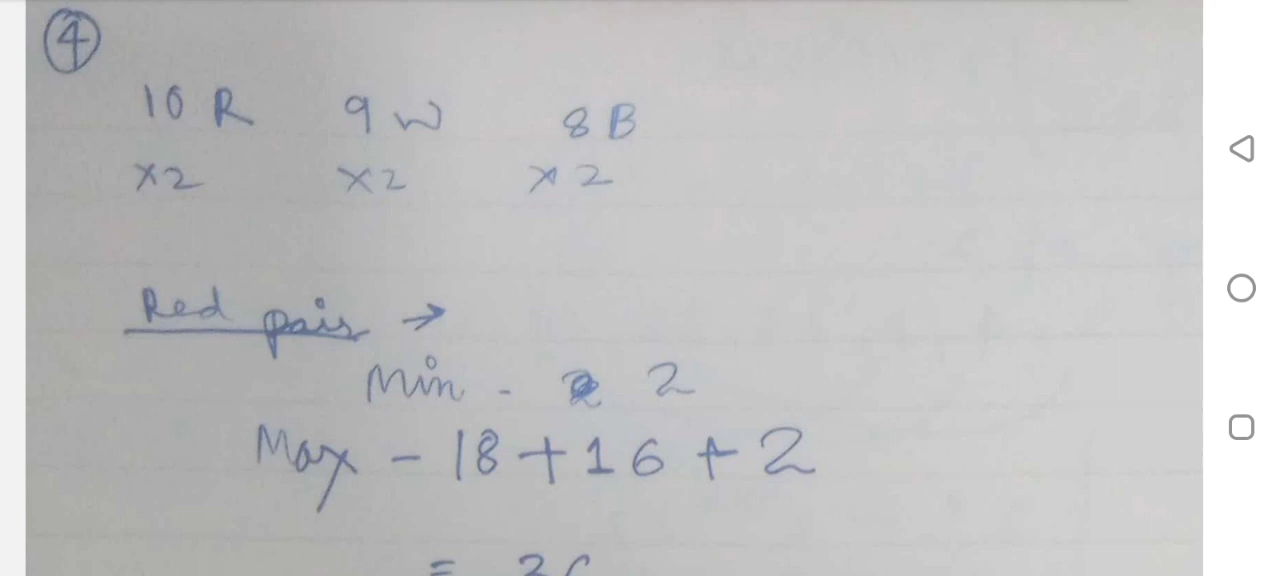 ④
10 R 9 W 8 B
×2 ×2 ×2
Red pair →
Min - 2
Max - 18 + 16 + 2
=